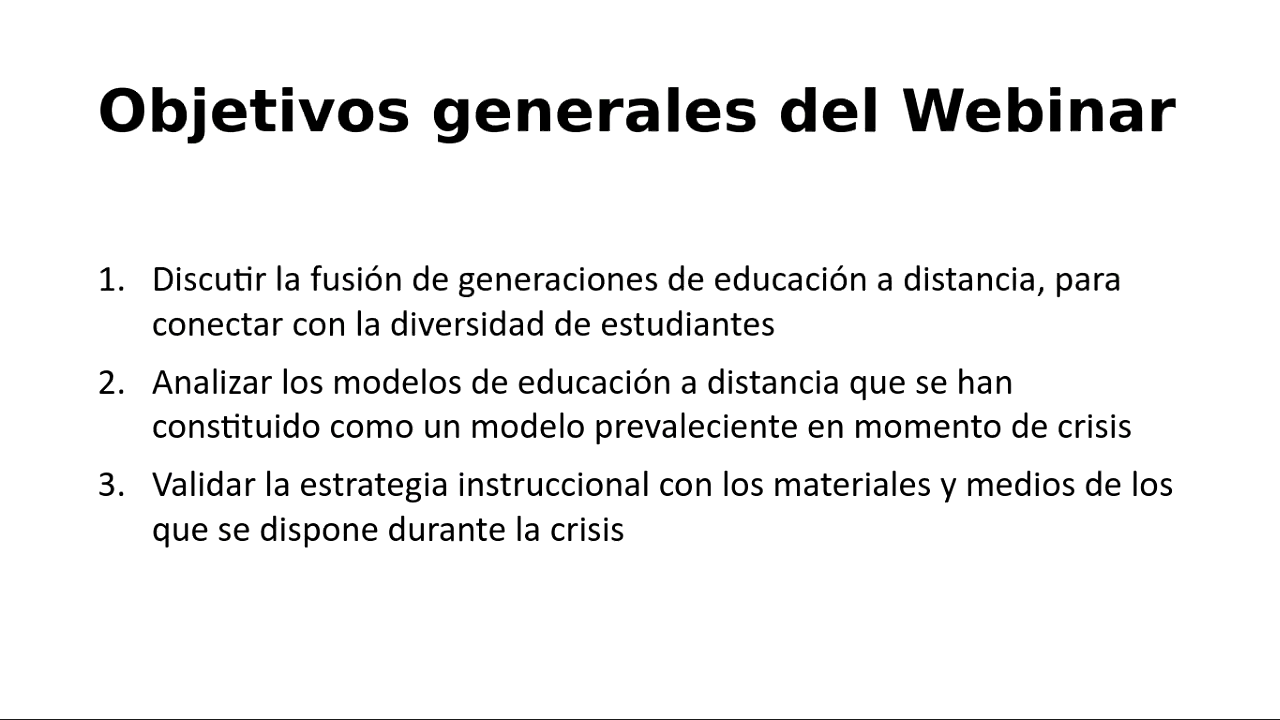 Objetivos generales del Webinar
1. Discutir la fusión de generaciones de educación a distancia, para
conectar con la diversidad de estudiantes
2. Analizar los modelos de educación a distancia que se han
constituido como un modelo prevaleciente en momento de crisis
3. Validar la estrategia instruccional con los materiales y medios de los
que se dispone durante la crisis